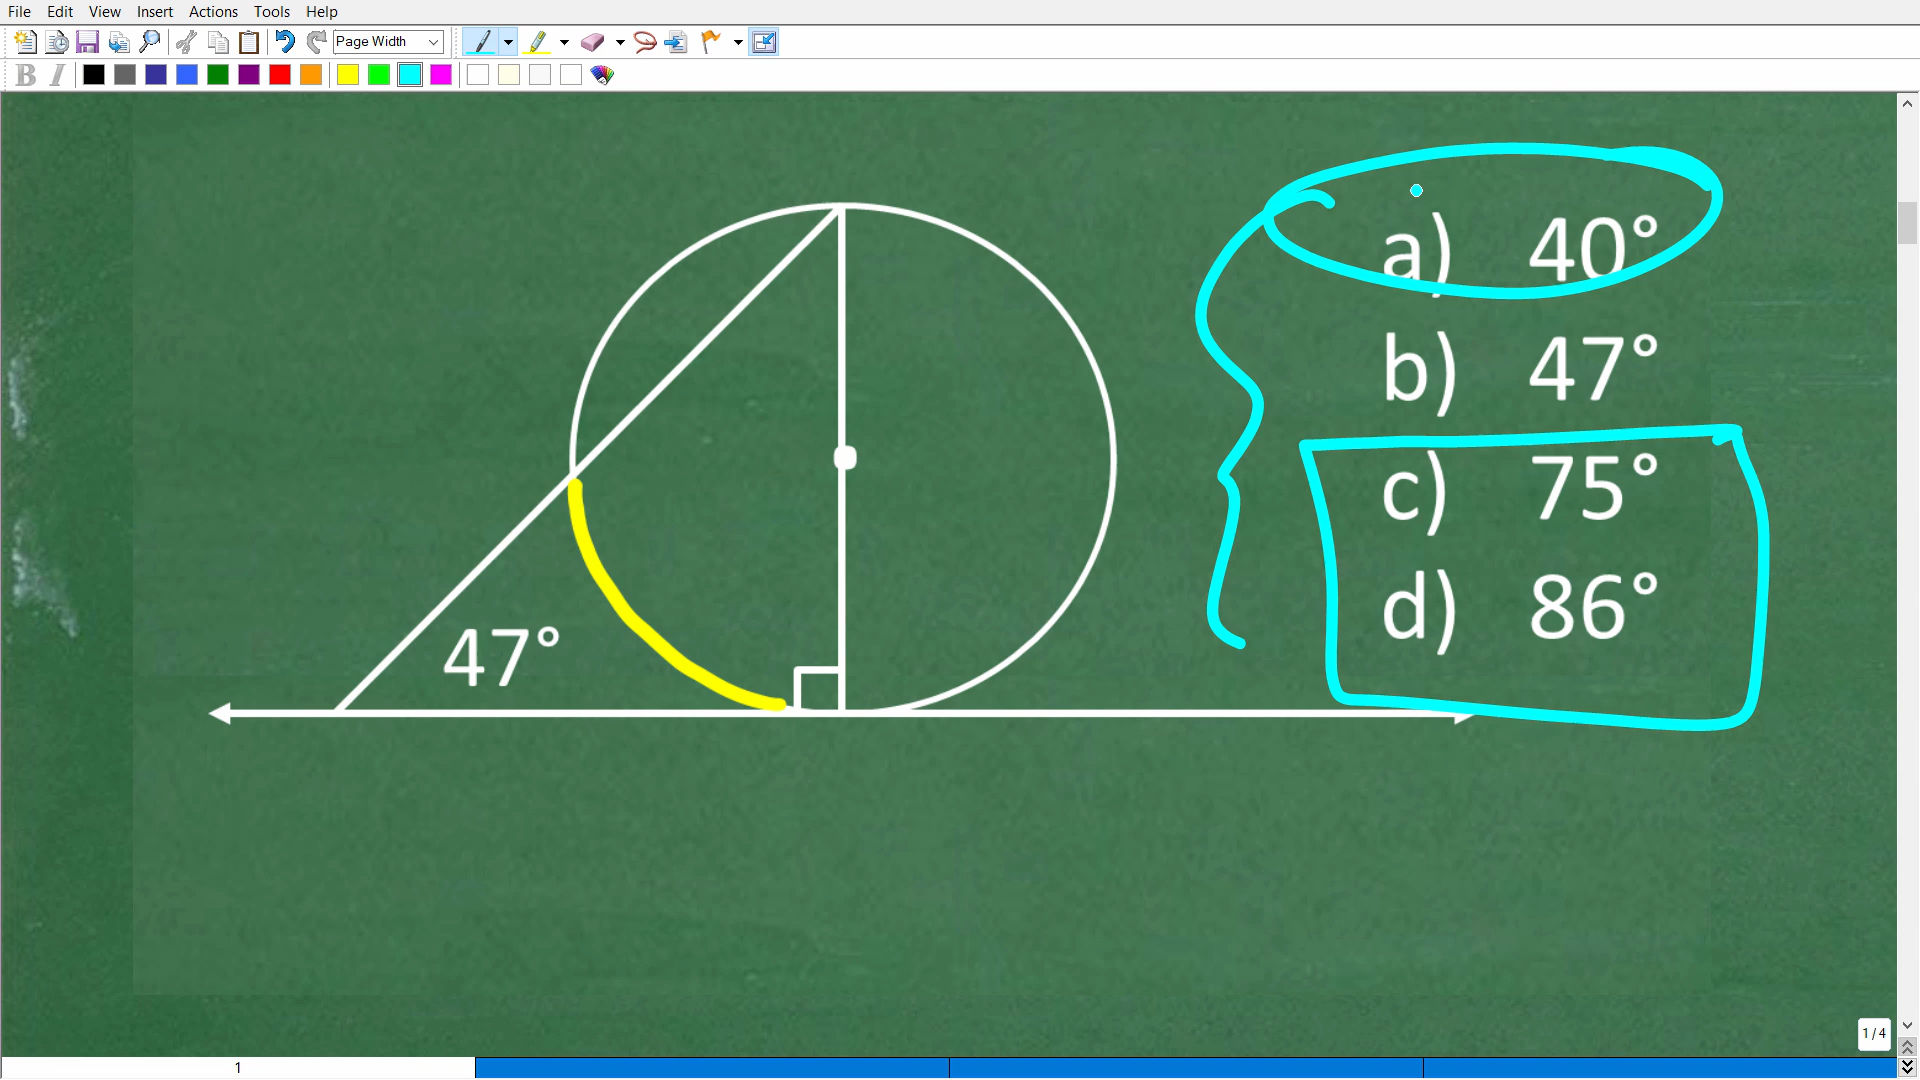 File Edit View Insert Actions Tools Help
Page Width
B I
a) 40°
b) 47°
c) 75°
d) 86°
47°
1 / 4
1